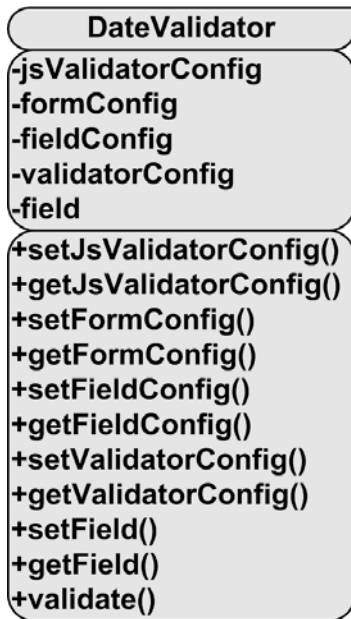 DateValidator
-jsValidatorConfig
-formConfig
-fieldConfig
-validatorConfig
-field
+setJsValidatorConfig()
+getJsValidatorConfig()
+setFormConfig()
+getFormConfig()
+setFieldConfig()
+getFieldConfig()
+setValidatorConfig()
+getValidatorConfig()
+setField()
+getField()
+validate()